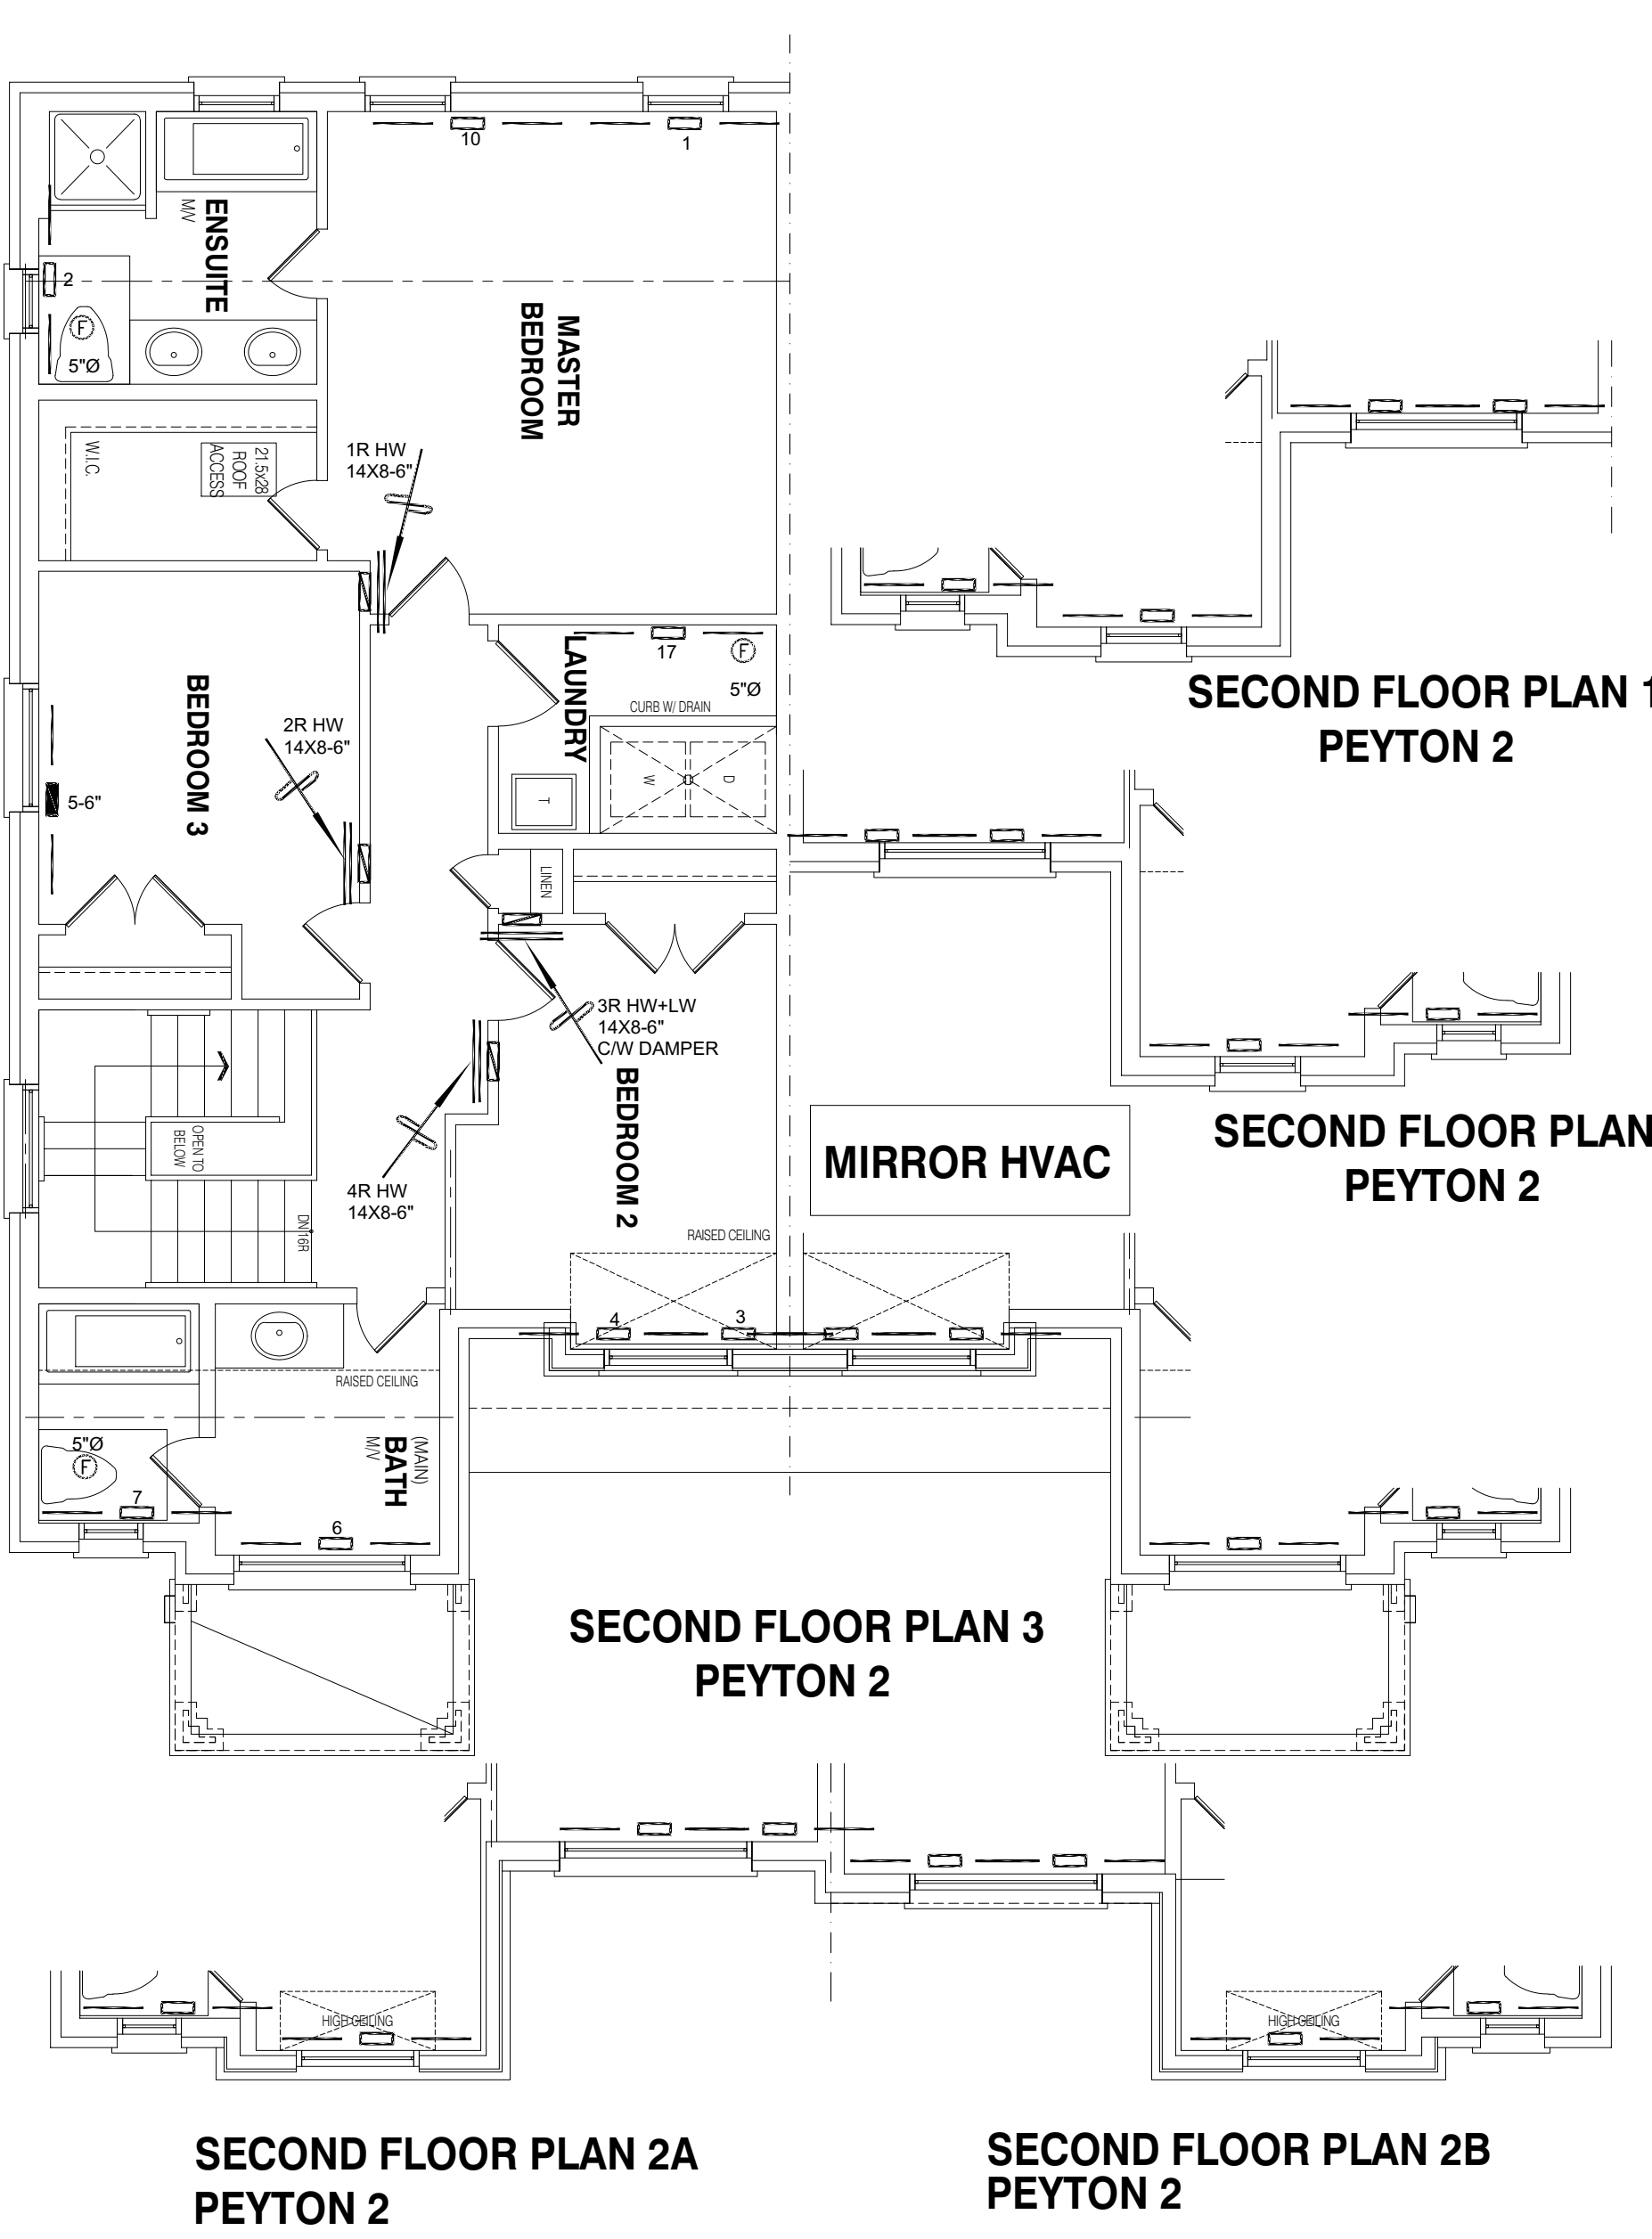 10
1
ENSUITE
M/V
2
F
5"Ø
MASTER
BEDROOM
1R HW
14X8-6"
W.I.C.
21.5x28
ROOF
ACCESS
SECOND FLOOR PLAN 1
PEYTON 2
LAUNDRY
17
F
5"Ø
CURB W/ DRAIN
W
D
T
BEDROOM 3
2R HW
14X8-6"
5-6"
LINEN
3R HW+LW
14X8-6"
C/W DAMPER
BEDROOM 2
SECOND FLOOR PLAN
PEYTON 2
MIRROR HVAC
OPEN TO
BELOW
DN 16R
4R HW
14X8-6"
RAISED CEILING
4
3
RAISED CEILING
5"Ø
F
(MAIN)
BATH
M/V
7
6
SECOND FLOOR PLAN 3
PEYTON 2
HIGH CEILING
HIGH CEILING
SECOND FLOOR PLAN 2A
PEYTON 2
SECOND FLOOR PLAN 2B
PEYTON 2